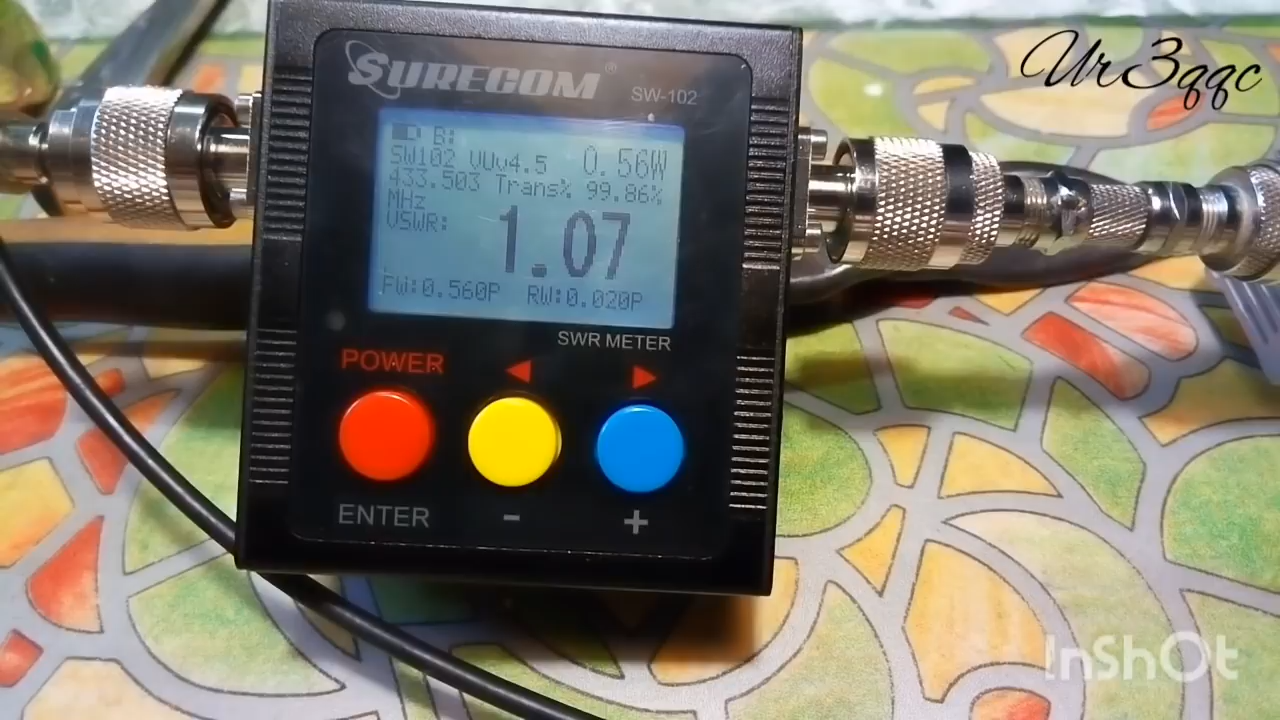 Ur3qqc
SURECOM®
SW-102
B:
SW102 VUv4.5 0.56W
433.503 Trans% 99.86%
MHz
VSWR: 1.07
FW:0.560P RW:0.020P
SWR METER
POWER ◀ ▶
ENTER - +
InShOt